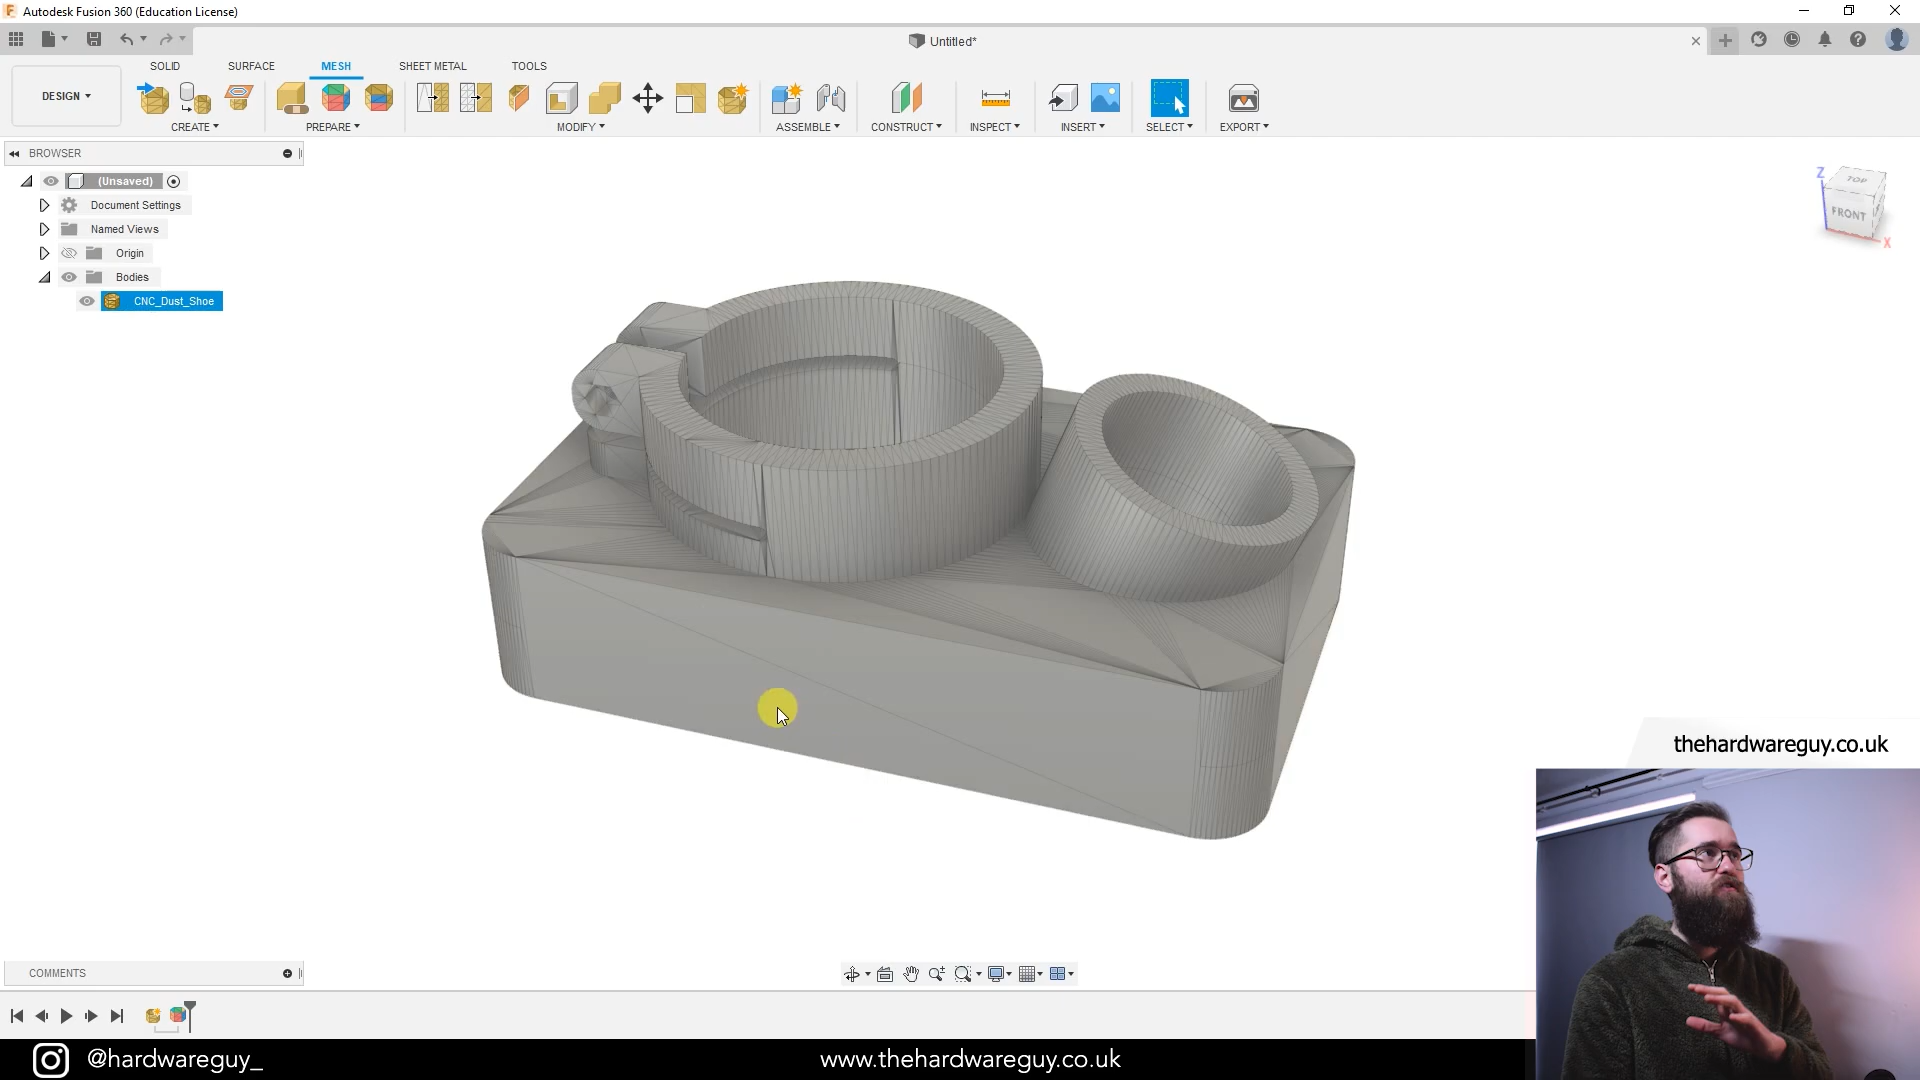 Autodesk Fusion 360 (Education License)
Untitled*
SOLID SURFACE MESH SHEET METAL TOOLS
DESIGN
CREATE PREPARE MODIFY ASSEMBLE CONSTRUCT INSPECT INSERT SELECT EXPORT
BROWSER
(Unsaved)
Document Settings
Named Views
Origin
Bodies
CNC_Dust_Shoe
Z
TOP
FRONT
X
thehardwareguy.co.uk
COMMENTS
@hardwareguy_
www.thehardwareguy.co.uk